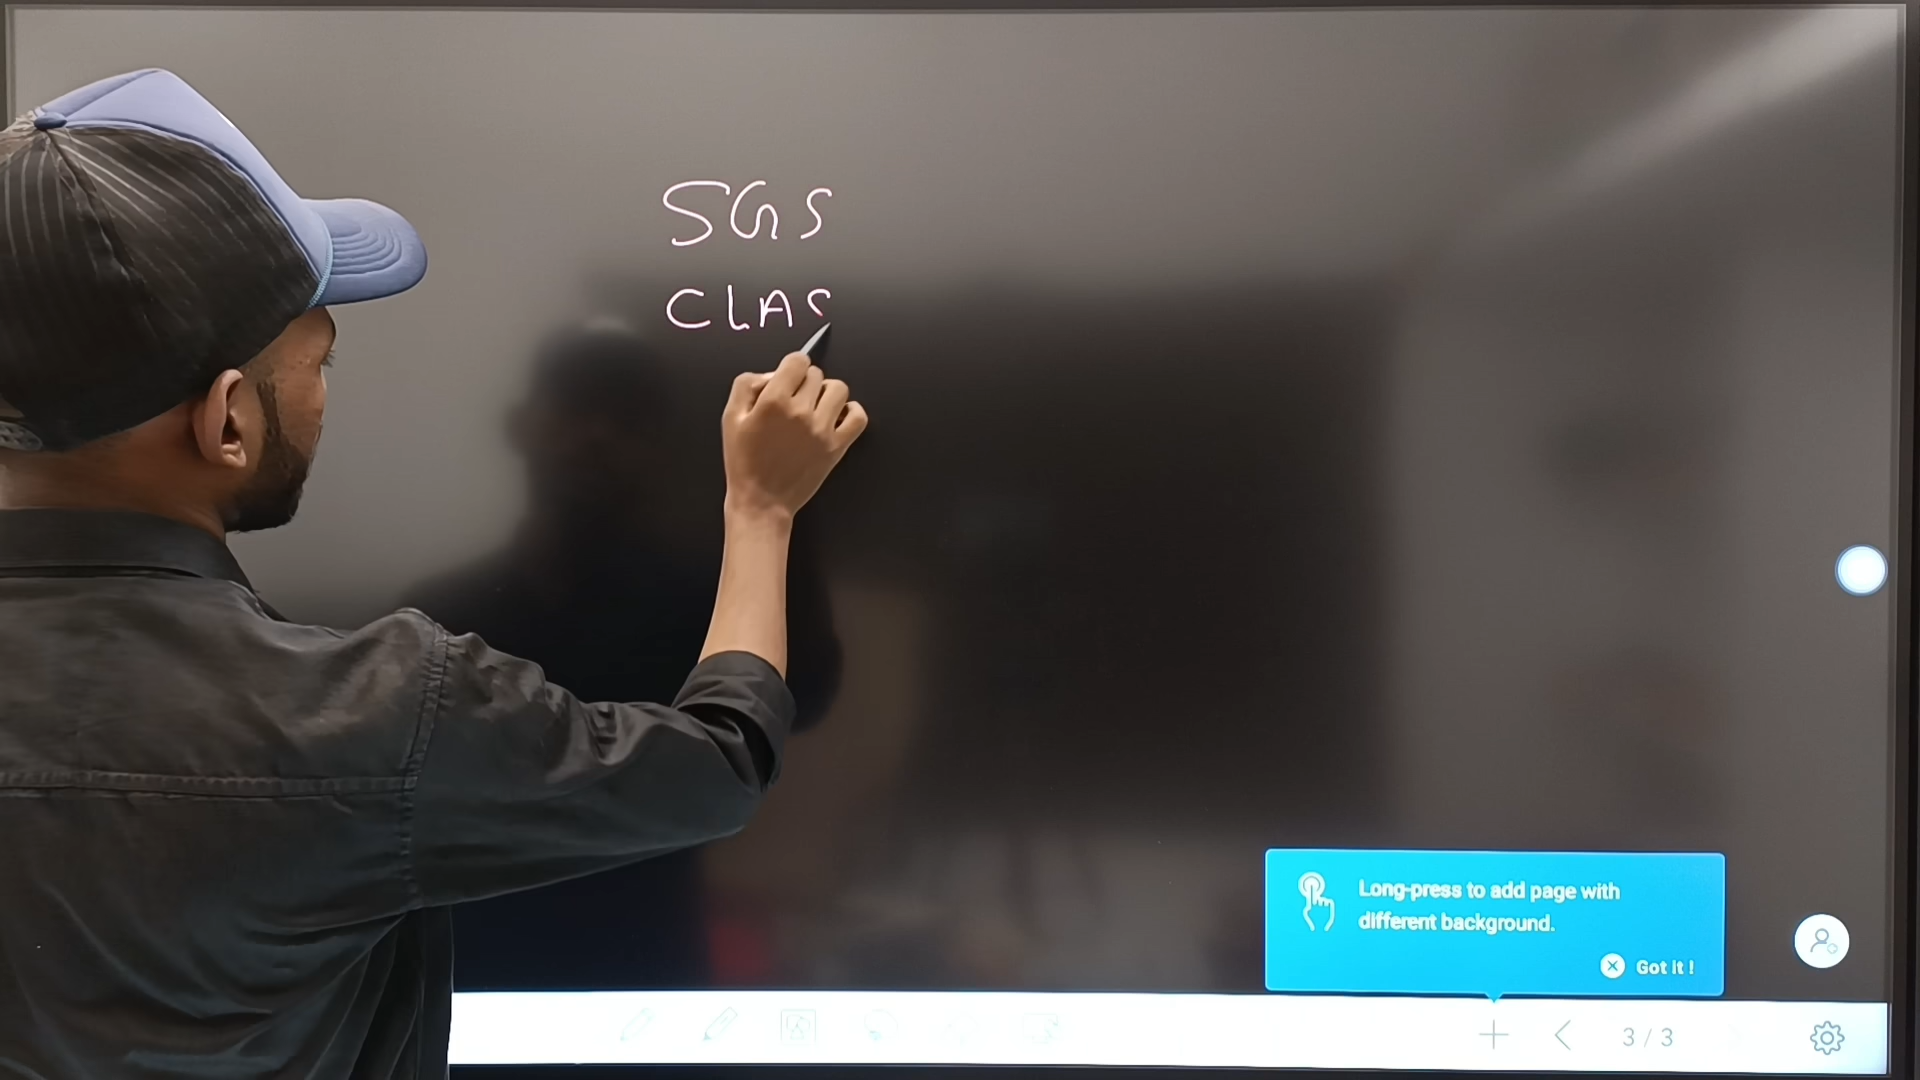 SGS
CLAS
Long-press to add page with
different background.
Got it !
3 / 3